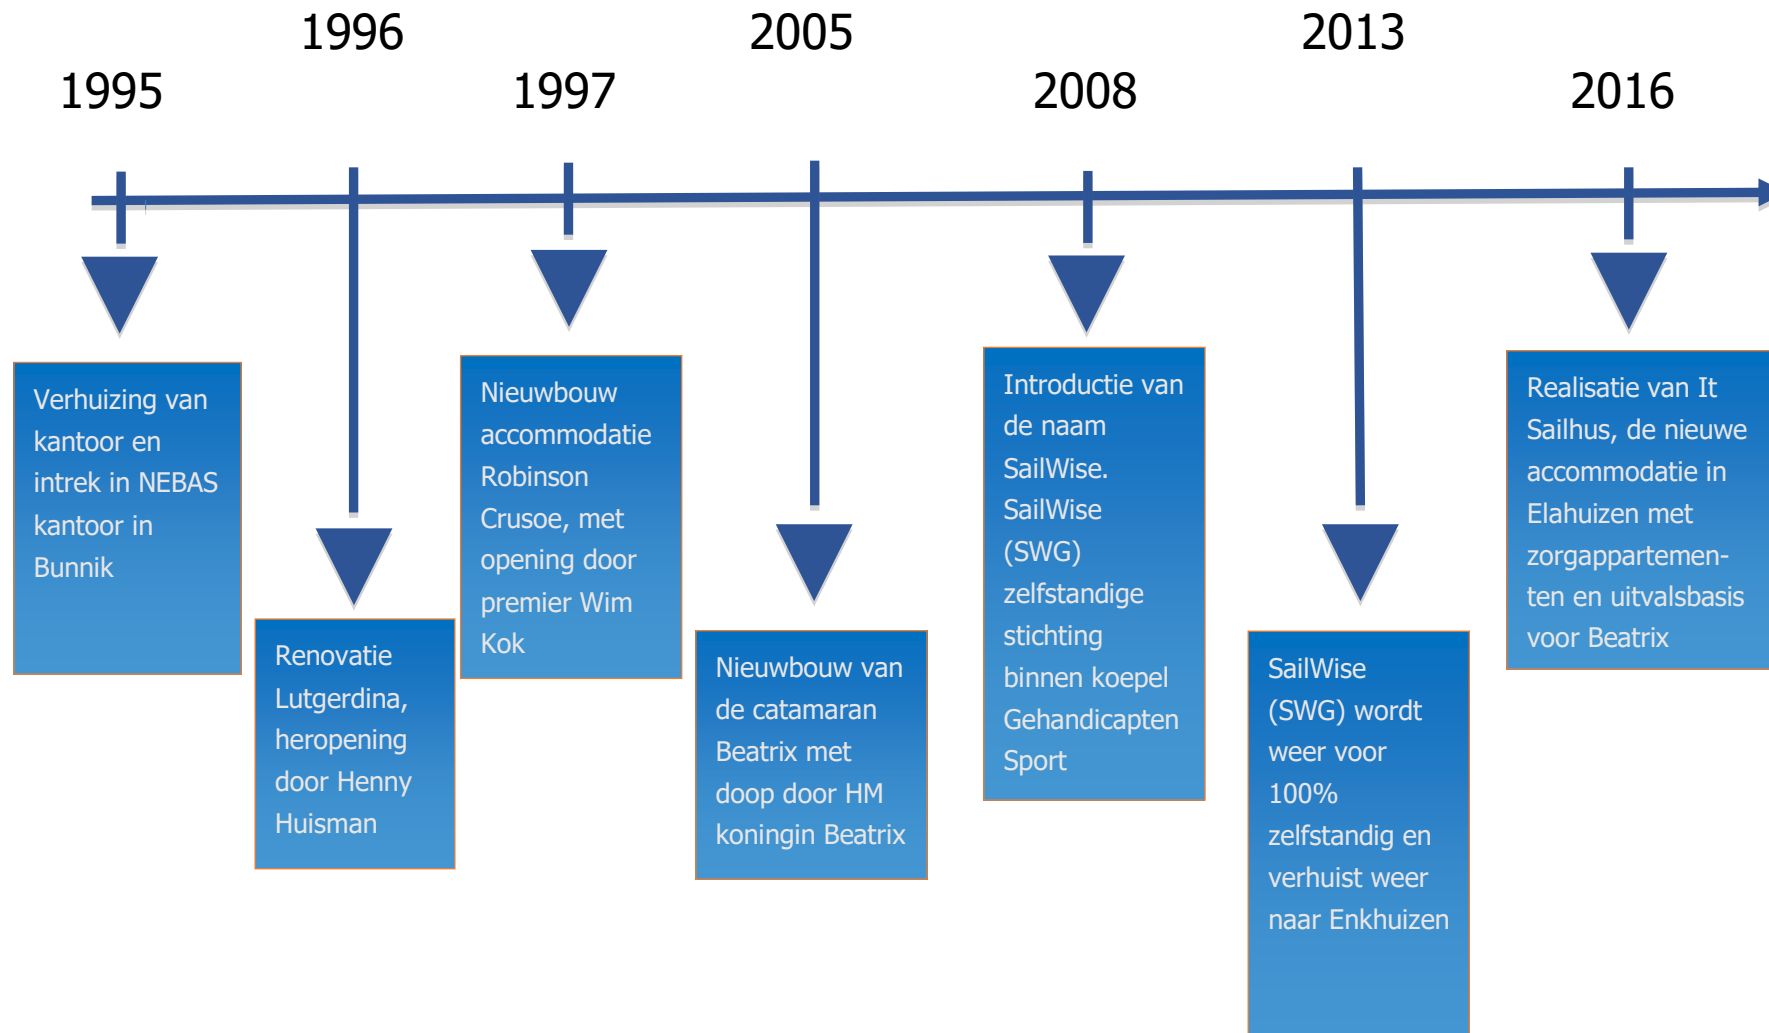 1996
2005
2013
1995
1997
2008
2016
Verhuizing van
kantoor en
intrek in NEBAS
kantoor in
Bunnik
Renovatie
Lutgerdina,
heropening
door Henny
Huisman
Nieuwbouw
accommodatie
Robinson
Crusoe, met
opening door
premier Wim
Kok
Nieuwbouw van
de catamaran
Beatrix met
doop door HM
koningin Beatrix
Introductie van
de naam
SailWise.
SailWise
(SWG)
zelfstandige
stichting
binnen koepel
Gehandicapten
Sport
SailWise
(SWG) wordt
weer voor
100%
zelfstandig en
verhuist weer
naar Enkhuizen
Realisatie van It
Sailhus, de nieuwe
accommodatie in
Elahuizen met
zorgappartemen-
ten en uitvalsbasis
voor Beatrix